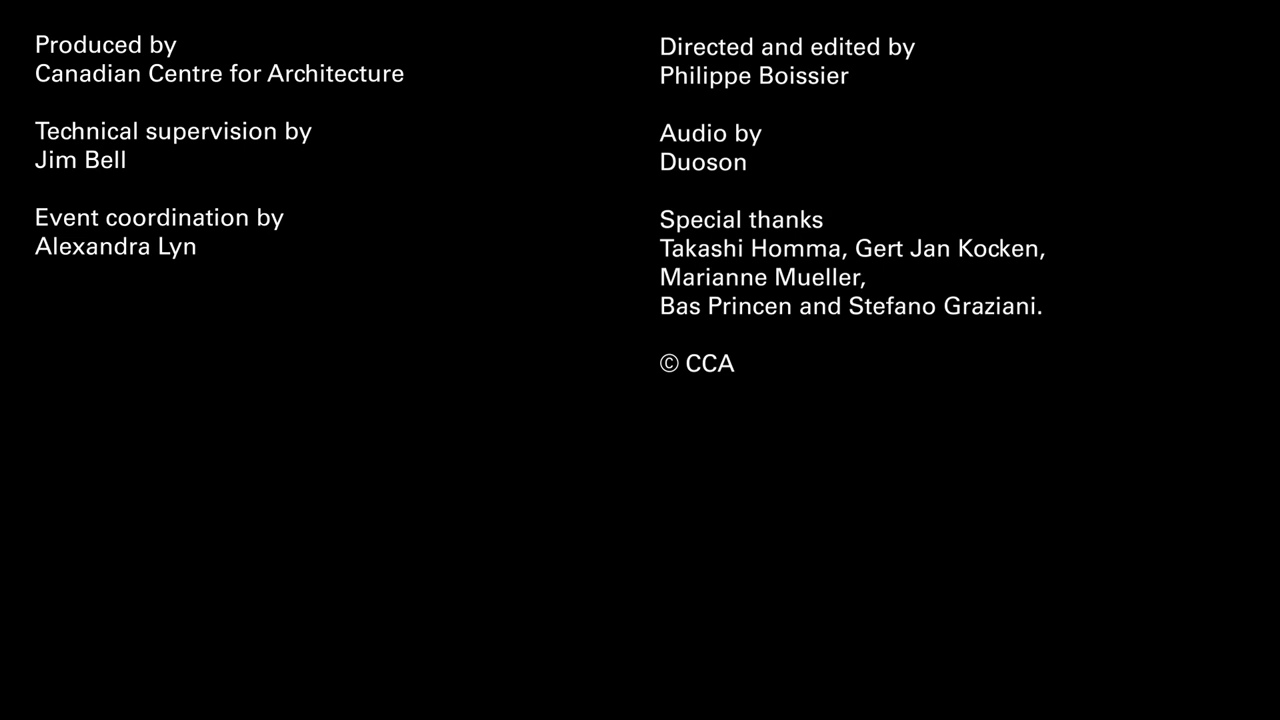 Produced by
Canadian Centre for Architecture
Technical supervision by
Jim Bell
Event coordination by
Alexandra Lyn
Directed and edited by
Philippe Boissier
Audio by
Duoson
Special thanks
Takashi Homma, Gert Jan Kocken,
Marianne Mueller,
Bas Princen and Stefano Graziani.
© CCA